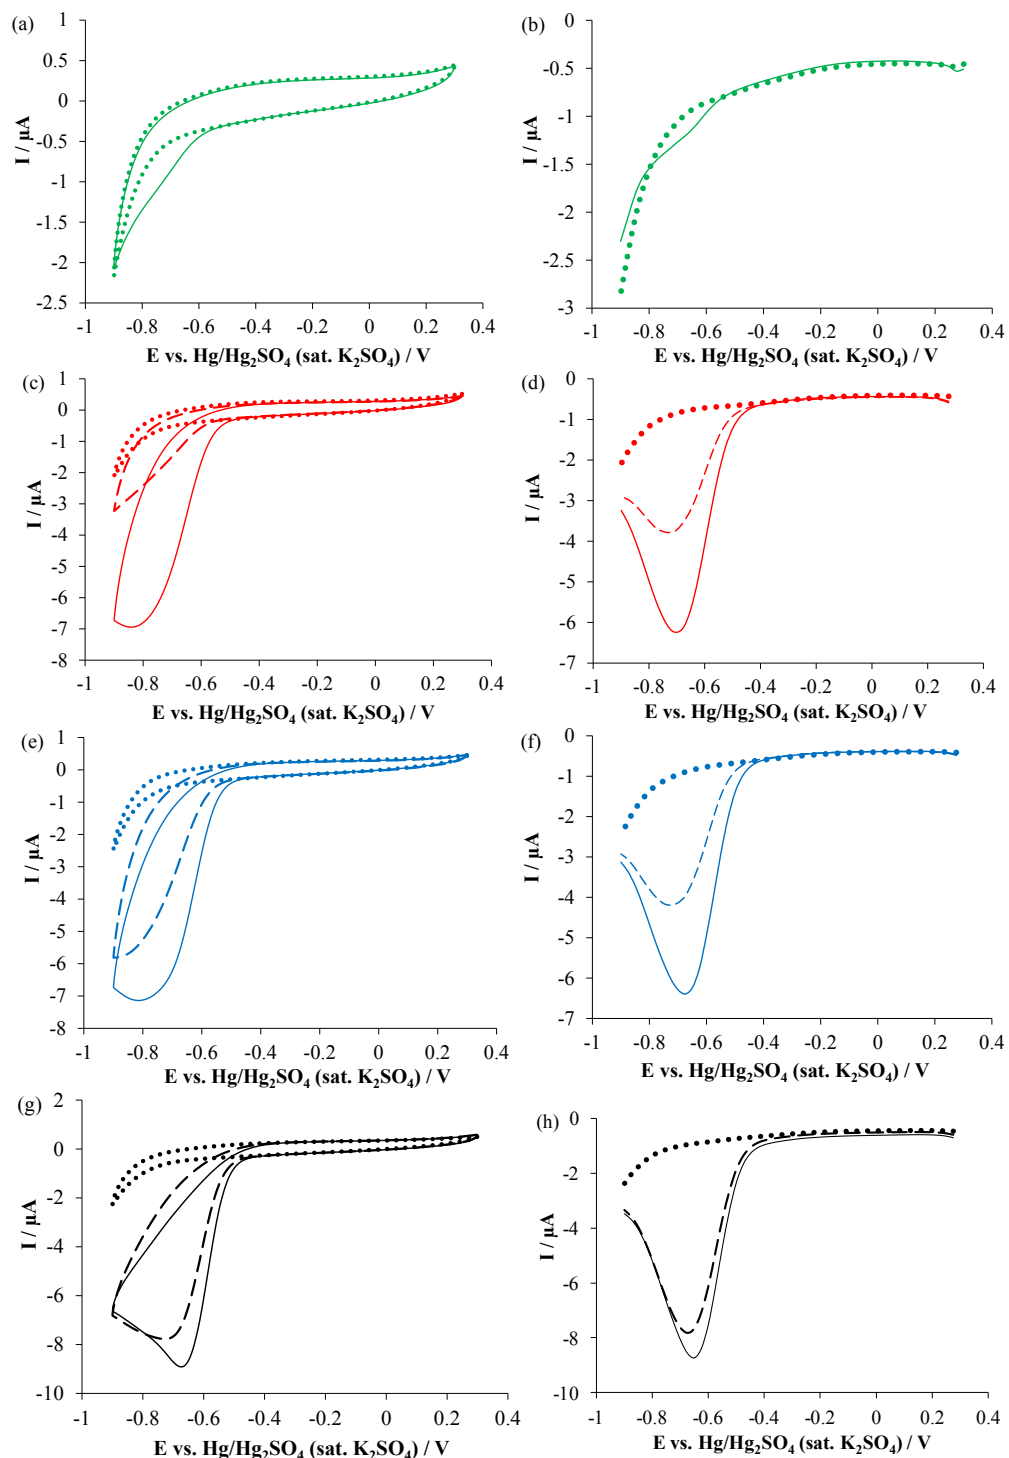 (a)
1
0.5
0
-0.5
-1
-1.5
-2
-2.5
I / µA
-1 -0.8 -0.6 -0.4 -0.2 0 0.2 0.4
E vs. Hg/Hg₂SO₄ (sat. K₂SO₄) / V
(b)
0
-0.5
-1
-1.5
-2
-2.5
-3
I / µA
-1 -0.8 -0.6 -0.4 -0.2 0 0.2 0.4
E vs. Hg/Hg₂SO₄ (sat. K₂SO₄) / V
(c)
1
0
-1
-2
-3
-4
-5
-6
-7
-8
I / µA
-1 -0.8 -0.6 -0.4 -0.2 0 0.2 0.4
E vs. Hg/Hg₂SO₄ (sat. K₂SO₄) / V
(d)
0
-1
-2
-3
-4
-5
-6
-7
I / µA
-1 -0.8 -0.6 -0.4 -0.2 0 0.2 0.4
E vs. Hg/Hg₂SO₄ (sat. K₂SO₄) / V
(e)
1
0
-1
-2
-3
-4
-5
-6
-7
-8
I / µA
-1 -0.8 -0.6 -0.4 -0.2 0 0.2 0.4
E vs. Hg/Hg₂SO₄ (sat. K₂SO₄) / V
(f)
0
-1
-2
-3
-4
-5
-6
-7
I / µA
-1 -0.8 -0.6 -0.4 -0.2 0 0.2 0.4
E vs. Hg/Hg₂SO₄ (sat. K₂SO₄) / V
(g)
2
0
-2
-4
-6
-8
-10
I / µA
-1 -0.8 -0.6 -0.4 -0.2 0 0.2 0.4
E vs. Hg/Hg₂SO₄ (sat. K₂SO₄) / V
(h)
0
-2
-4
-6
-8
-10
I / µA
-1 -0.8 -0.6 -0.4 -0.2 0 0.2 0.4
E vs. Hg/Hg₂SO₄ (sat. K₂SO₄) / V